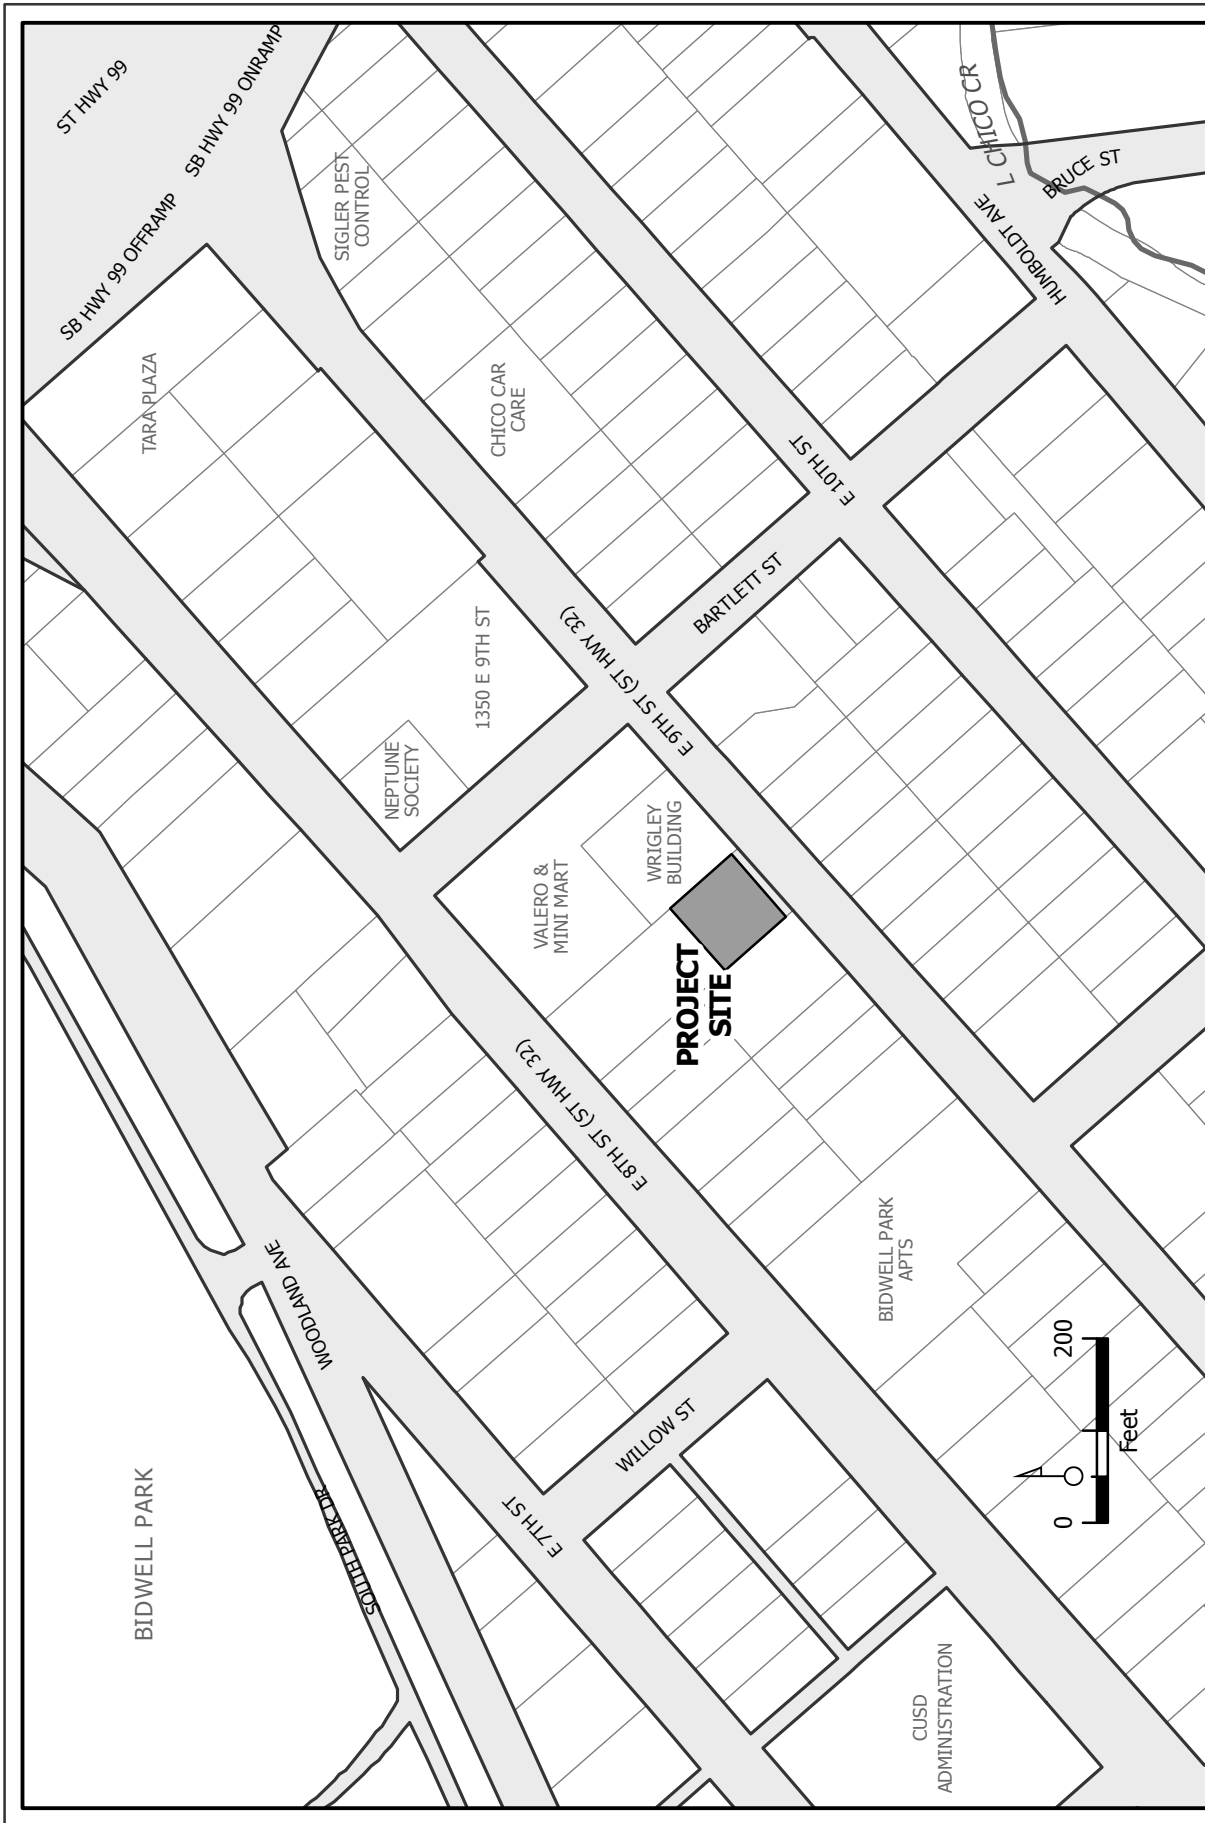 ST HWY 99
SB HWY 99 ONRAMP
SB HWY 99 OFFRAMP
SIGLER PEST
CONTROL
TARA PLAZA
CHICO CAR
CARE
L CHICO CR
BRUCE ST
HUMBOLDT AVE
E 10TH ST
BARTLETT ST
E 9TH ST (ST HWY 32)
1350 E 9TH ST
NEPTUNE
SOCIETY
WRIGLEY
BUILDING
VALERO &
MINI MART
PROJECT
SITE
E 8TH ST (ST HWY 32)
BIDWELL PARK
APTS
WOODLAND AVE
WILLOW ST
E 7TH ST
SOUTH PARK DR
BIDWELL PARK
CUSD
ADMINISTRATION
0
200
Feet